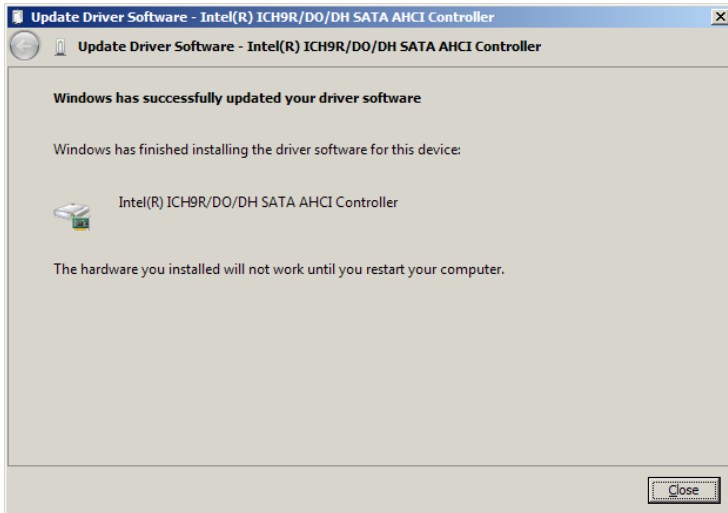 Update Driver Software - Intel(R) ICH9R/DO/DH SATA AHCI Controller
Update Driver Software - Intel(R) ICH9R/DO/DH SATA AHCI Controller
Windows has successfully updated your driver software
Windows has finished installing the driver software for this device:
Intel(R) ICH9R/DO/DH SATA AHCI Controller
The hardware you installed will not work until you restart your computer.
Close